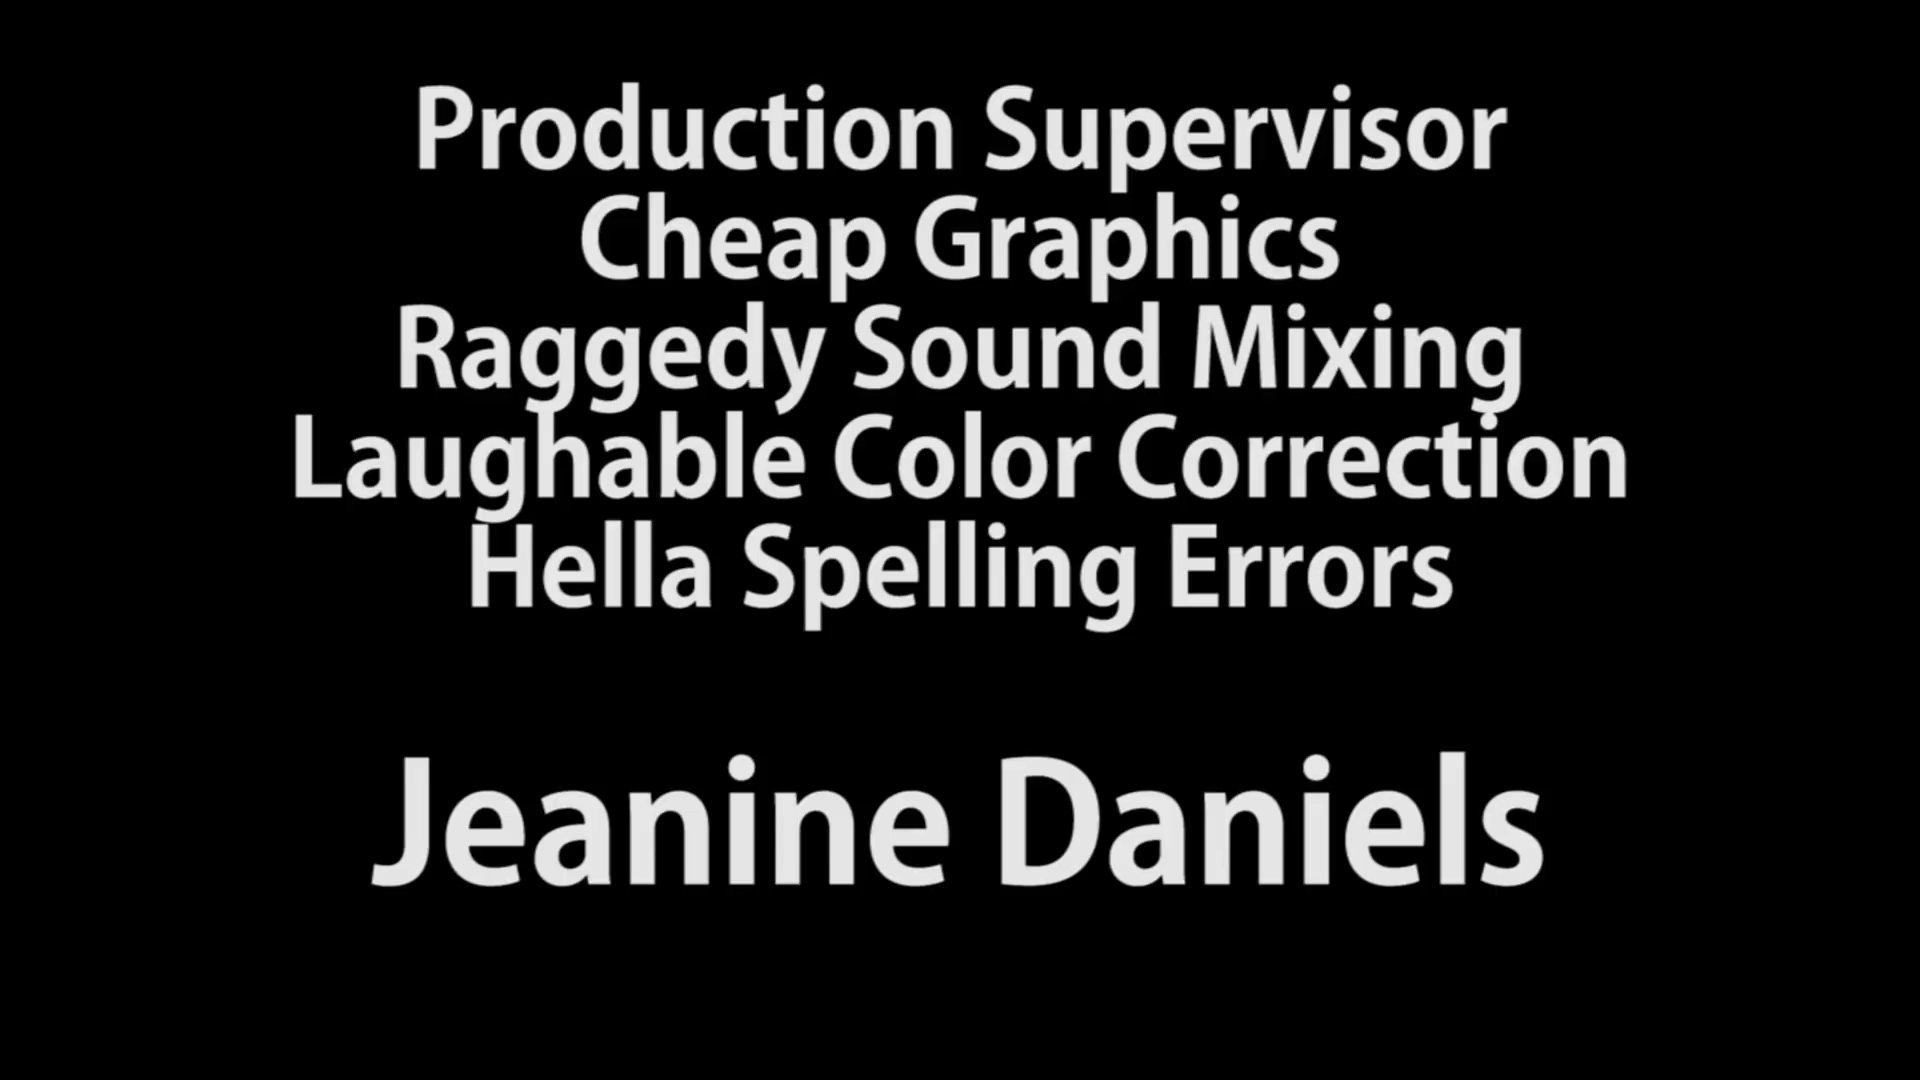 Production Supervisor
Cheap Graphics
Raggedy Sound Mixing
Laughable Color Correction
Hella Spelling Errors
Jeanine Daniels